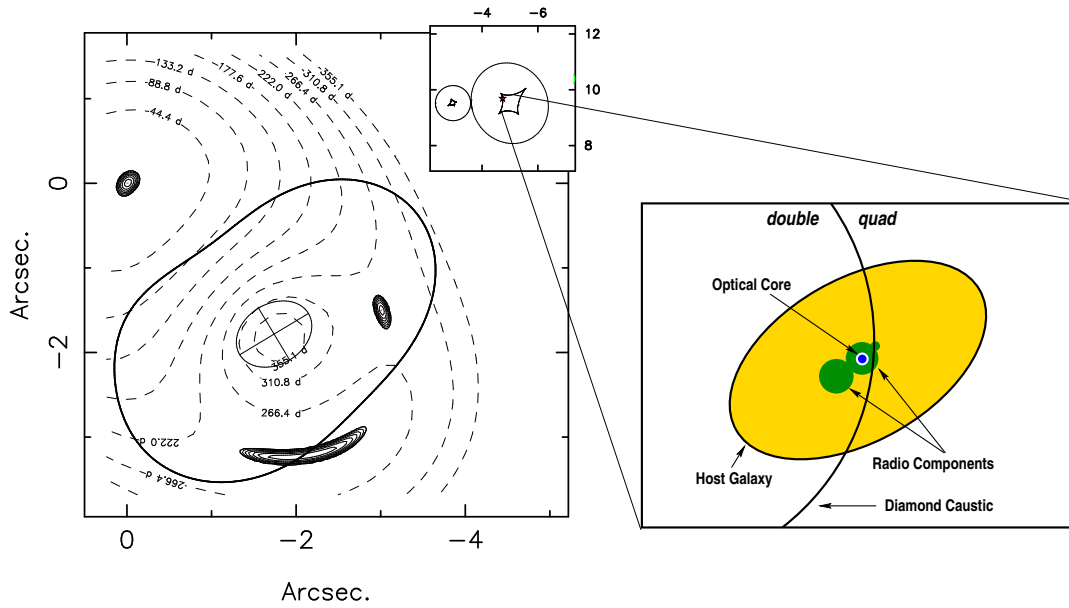 -4 -6
12
10
8
-133.2
-177.6
-222.0
-266.4
-310.8
-355.1
-88.8
-44.4 d
0
-2
Arcsec.
355.1 d
310.8 d
266.4 d
222.0 d
-266.4 d
0 -2 -4
Arcsec.
double quad
Optical Core
Radio Components
Host Galaxy
Diamond Caustic